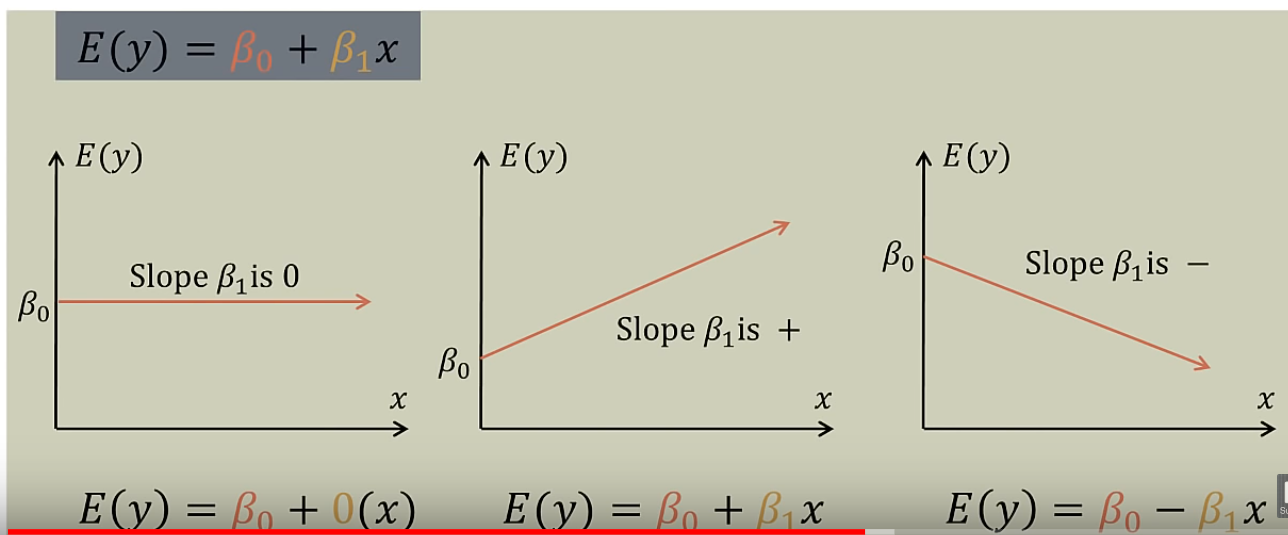 E(y) = β₀ + β₁x
E(y)
Slope β₁ is 0
β₀
x
E(y) = β₀ + 0(x)
E(y)
Slope β₁ is +
β₀
x
E(y) = β₀ + β₁x
E(y)
β₀
Slope β₁ is −
x
E(y) = β₀ − β₁x